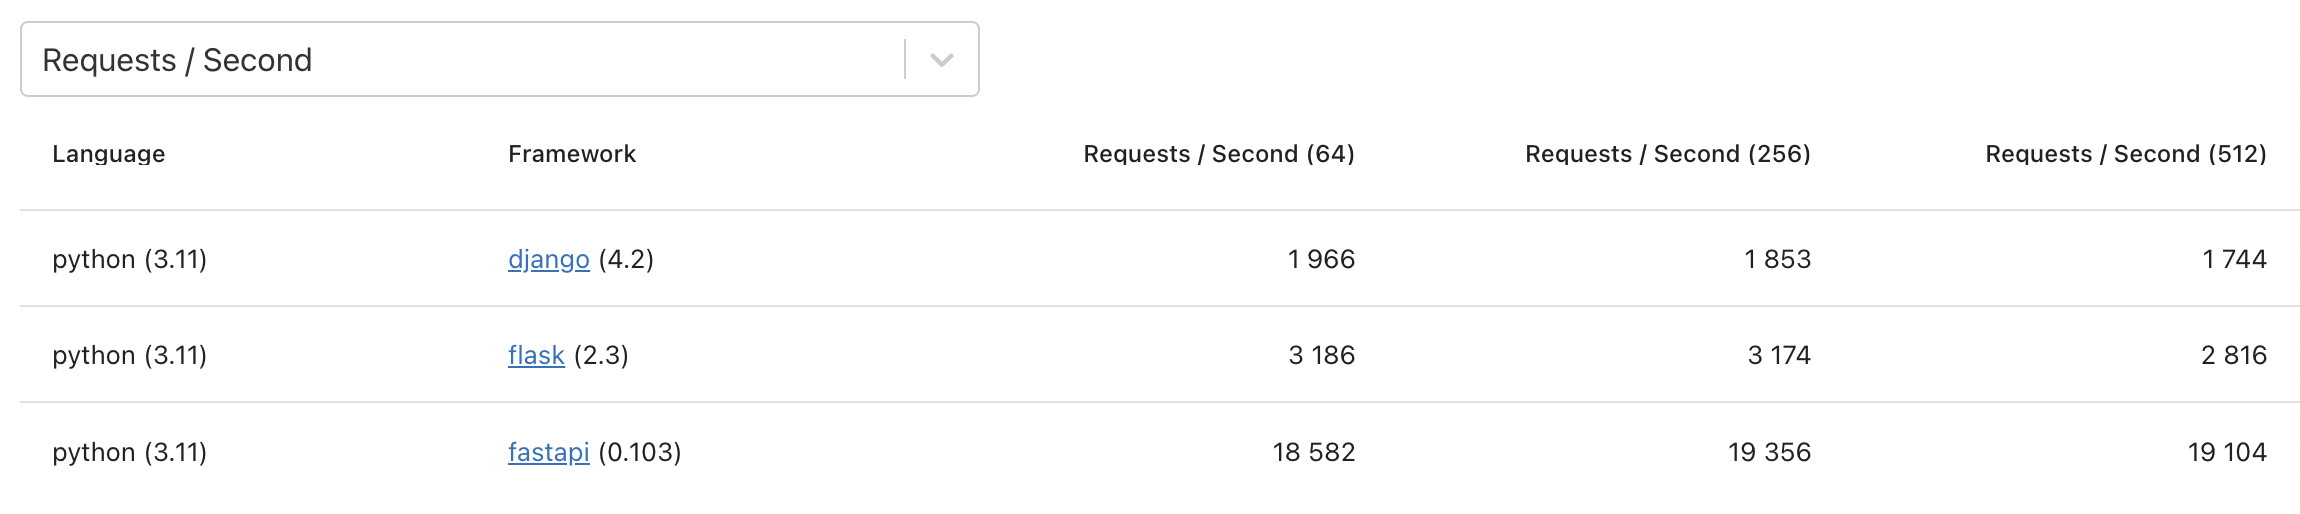 Requests / Second
Language Framework Requests / Second (64) Requests / Second (256) Requests / Second (512)
python (3.11) django (4.2) 1 966 1 853 1 744
python (3.11) flask (2.3) 3 186 3 174 2 816
python (3.11) fastapi (0.103) 18 582 19 356 19 104